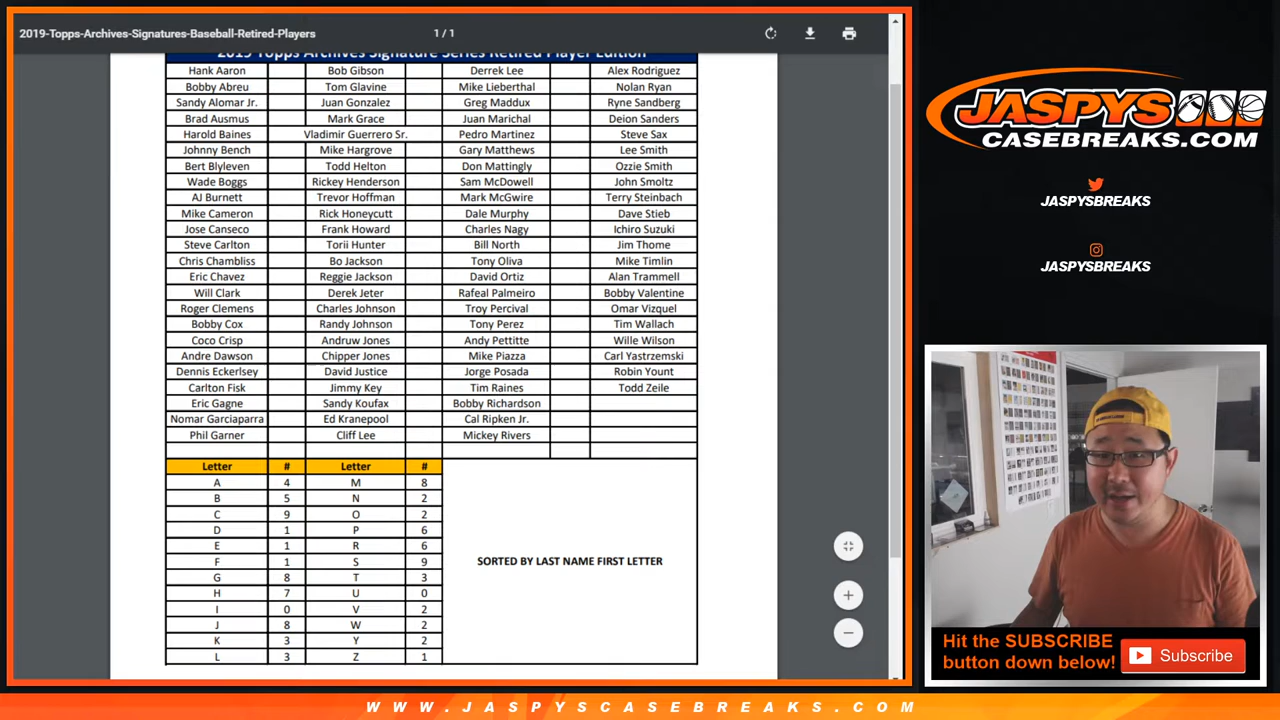 2019-Topps-Archives-Signatures-Baseball-Retired-Players
1 / 1
2019 Topps Archives Signature Series Retired Player Edition
Hank Aaron Bob Gibson Derrek Lee Alex Rodriguez
Bobby Abreu Tom Glavine Mike Lieberthal Nolan Ryan
Sandy Alomar Jr. Juan Gonzalez Greg Maddux Ryne Sandberg
Brad Ausmus Mark Grace Juan Marichal Deion Sanders
Harold Baines Vladimir Guerrero Sr. Pedro Martinez Steve Sax
Johnny Bench Mike Hargrove Gary Matthews Lee Smith
Bert Blyleven Todd Helton Don Mattingly Ozzie Smith
Wade Boggs Rickey Henderson Sam McDowell John Smoltz
AJ Burnett Trevor Hoffman Mark McGwire Terry Steinbach
Mike Cameron Rick Honeycutt Dale Murphy Dave Stieb
Jose Canseco Frank Howard Charles Nagy Ichiro Suzuki
Steve Carlton Torii Hunter Bill North Jim Thome
Chris Chambliss Bo Jackson Tony Oliva Mike Timlin
Eric Chavez Reggie Jackson David Ortiz Alan Trammell
Will Clark Derek Jeter Rafeal Palmeiro Bobby Valentine
Roger Clemens Charles Johnson Troy Percival Omar Vizquel
Bobby Cox Randy Johnson Tony Perez Tim Wallach
Coco Crisp Andruw Jones Andy Pettitte Wille Wilson
Andre Dawson Chipper Jones Mike Piazza Carl Yastrzemski
Dennis Eckerlsey David Justice Jorge Posada Robin Yount
Carlton Fisk Jimmy Key Tim Raines Todd Zeile
Eric Gagne Sandy Koufax Bobby Richardson
Nomar Garciaparra Ed Kranepool Cal Ripken Jr.
Phil Garner Cliff Lee Mickey Rivers
Letter # Letter #
A 4 M 8
B 5 N 2
C 9 O 2
D 1 P 6
E 1 R 6
F 1 S 9
G 8 T 3
H 7 U 0
I 0 V 2
J 8 W 2
K 3 Y 2
L 3 Z 1
SORTED BY LAST NAME FIRST LETTER
JASPYS
CASEBREAKS.COM
JASPYSBREAKS
JASPYSBREAKS
Hit the SUBSCRIBE
button down below!
Subscribe
WWW.JASPYSCASEBREAKS.COM